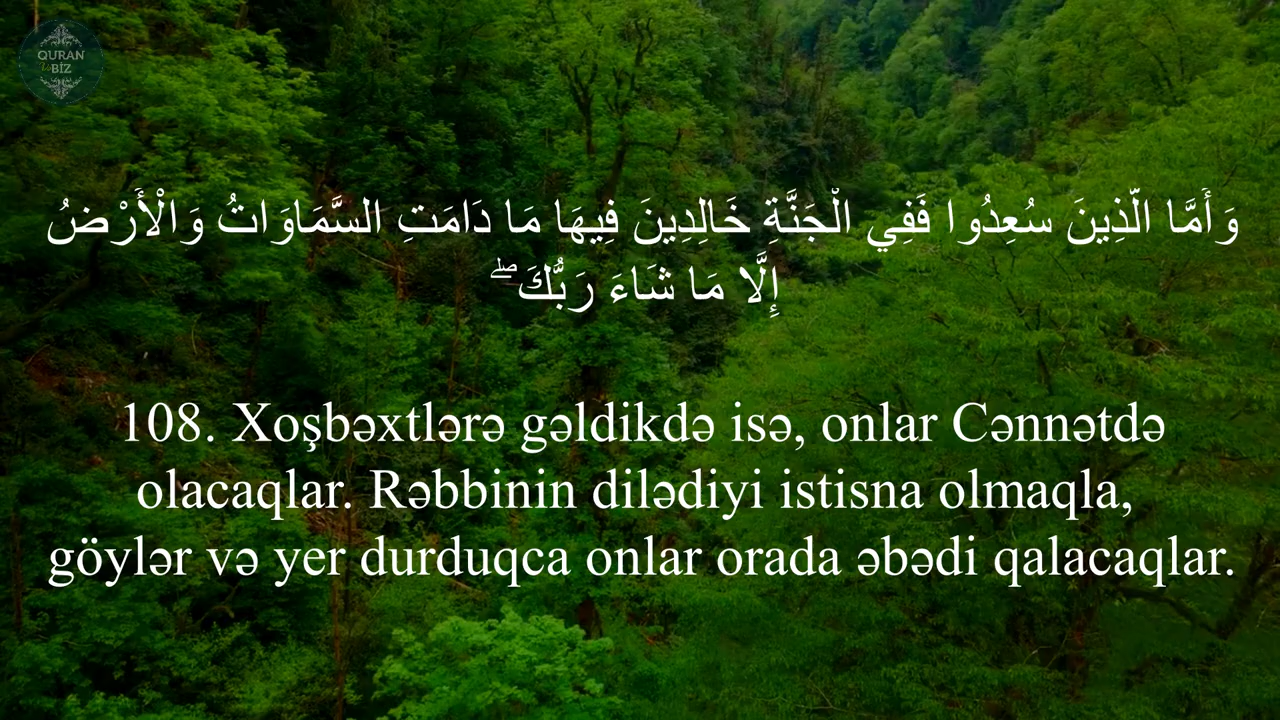 QURAN
Və
BİZ
وَأَمَّا الَّذِينَ سُعِدُوا فَفِي الْجَنَّةِ خَالِدِينَ فِيهَا مَا دَامَتِ السَّمَاوَاتُ وَالْأَرْضُ
إِلَّا مَا شَاءَ رَبُّكَ ۖ
108. Xoşbəxtlərə gəldikdə isə, onlar Cənnətdə
olacaqlar. Rəbbinin dilədiyi istisna olmaqla,
göylər və yer durduqca onlar orada əbədi qalacaqlar.